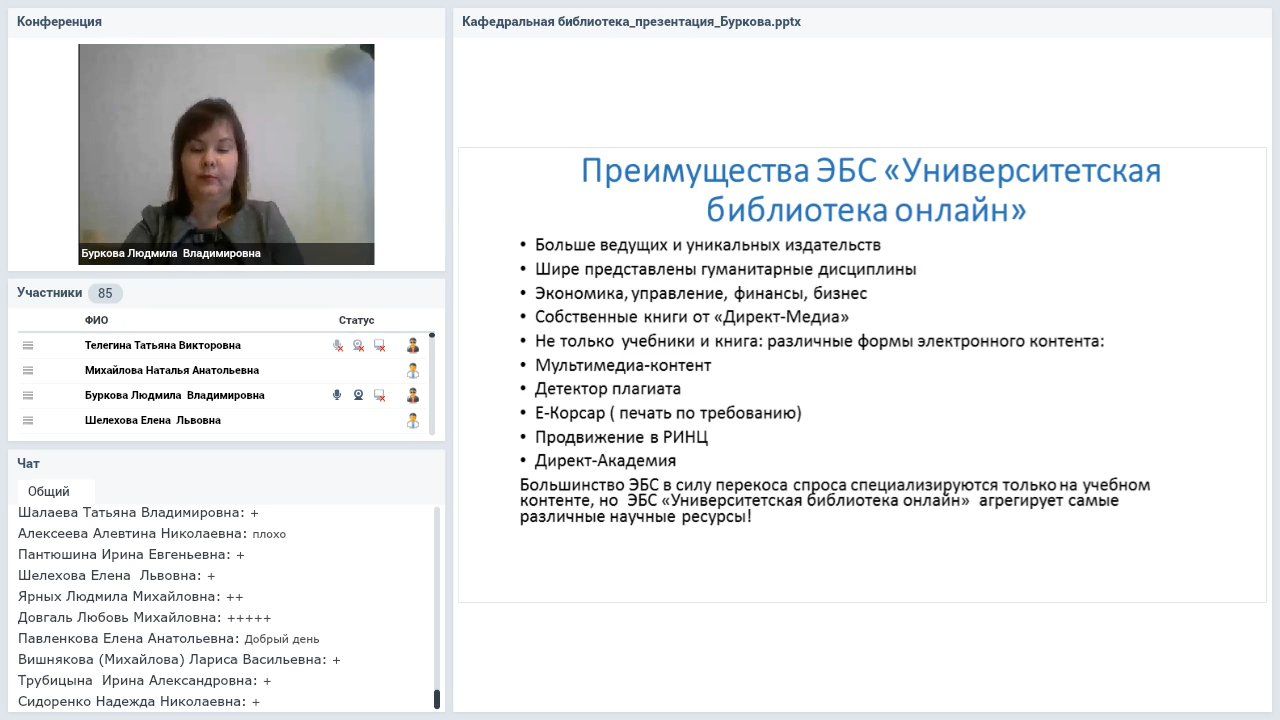 Конференция
Буркова Людмила  Владимировна
Участники 85
ФИО Статус
Телегина Татьяна Викторовна
Михайлова Наталья Анатольевна
Буркова Людмила  Владимировна
Шелехова Елена  Львовна
Чат
Общий
Шалаева Татьяна Владимировна: +
Алексеева Алевтина Николаевна: плохо
Пантюшина Ирина Евгеньевна: +
Шелехова Елена  Львовна: +
Ярных Людмила Михайловна: ++
Довгаль Любовь Михайловна: +++++
Павленкова Елена Анатольевна: Добрый день
Вишнякова (Михайлова) Лариса Васильевна: +
Трубицына  Ирина Александровна: +
Сидоренко Надежда Николаевна: +
Кафедральная библиотека_презентация_Буркова.pptx
Преимущества ЭБС «Университетская
библиотека онлайн»
• Больше ведущих и уникальных издательств
• Шире представлены гуманитарные дисциплины
• Экономика, управление, финансы, бизнес
• Собственные книги от «Директ-Медиа»
• Не только  учебники и книга: различные формы электронного контента:
• Мультимедиа-контент
• Детектор плагиата
• Е-Корсар ( печать по требованию)
• Продвижение в РИНЦ
• Директ-Академия
Большинство ЭБС в силу перекоса спроса специализируются только на учебном
контенте, но  ЭБС «Университетская библиотека онлайн»  агрегирует самые
различные научные ресурсы!